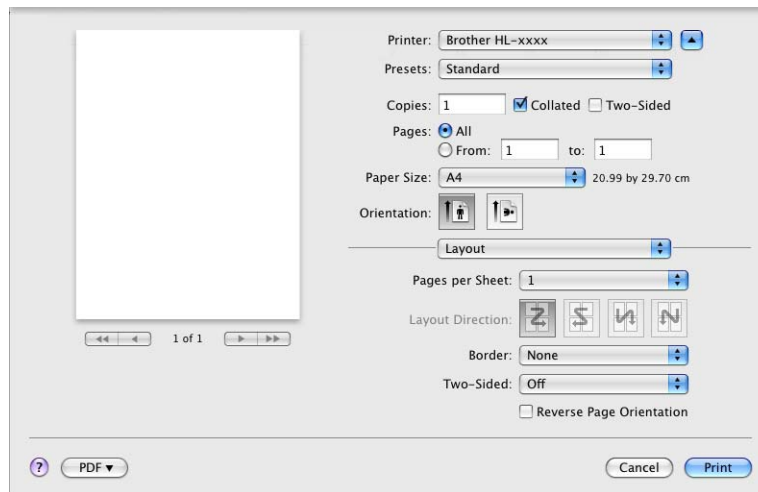 Printer: Brother HL-xxxx
Presets: Standard
Copies: 1 Collated Two-Sided
Pages: All
From: 1 to: 1
Paper Size: A4 20.99 by 29.70 cm
Orientation:
Layout
Pages per Sheet: 1
Layout Direction:
Border: None
Two-Sided: Off
Reverse Page Orientation
1 of 1
? PDF Cancel Print